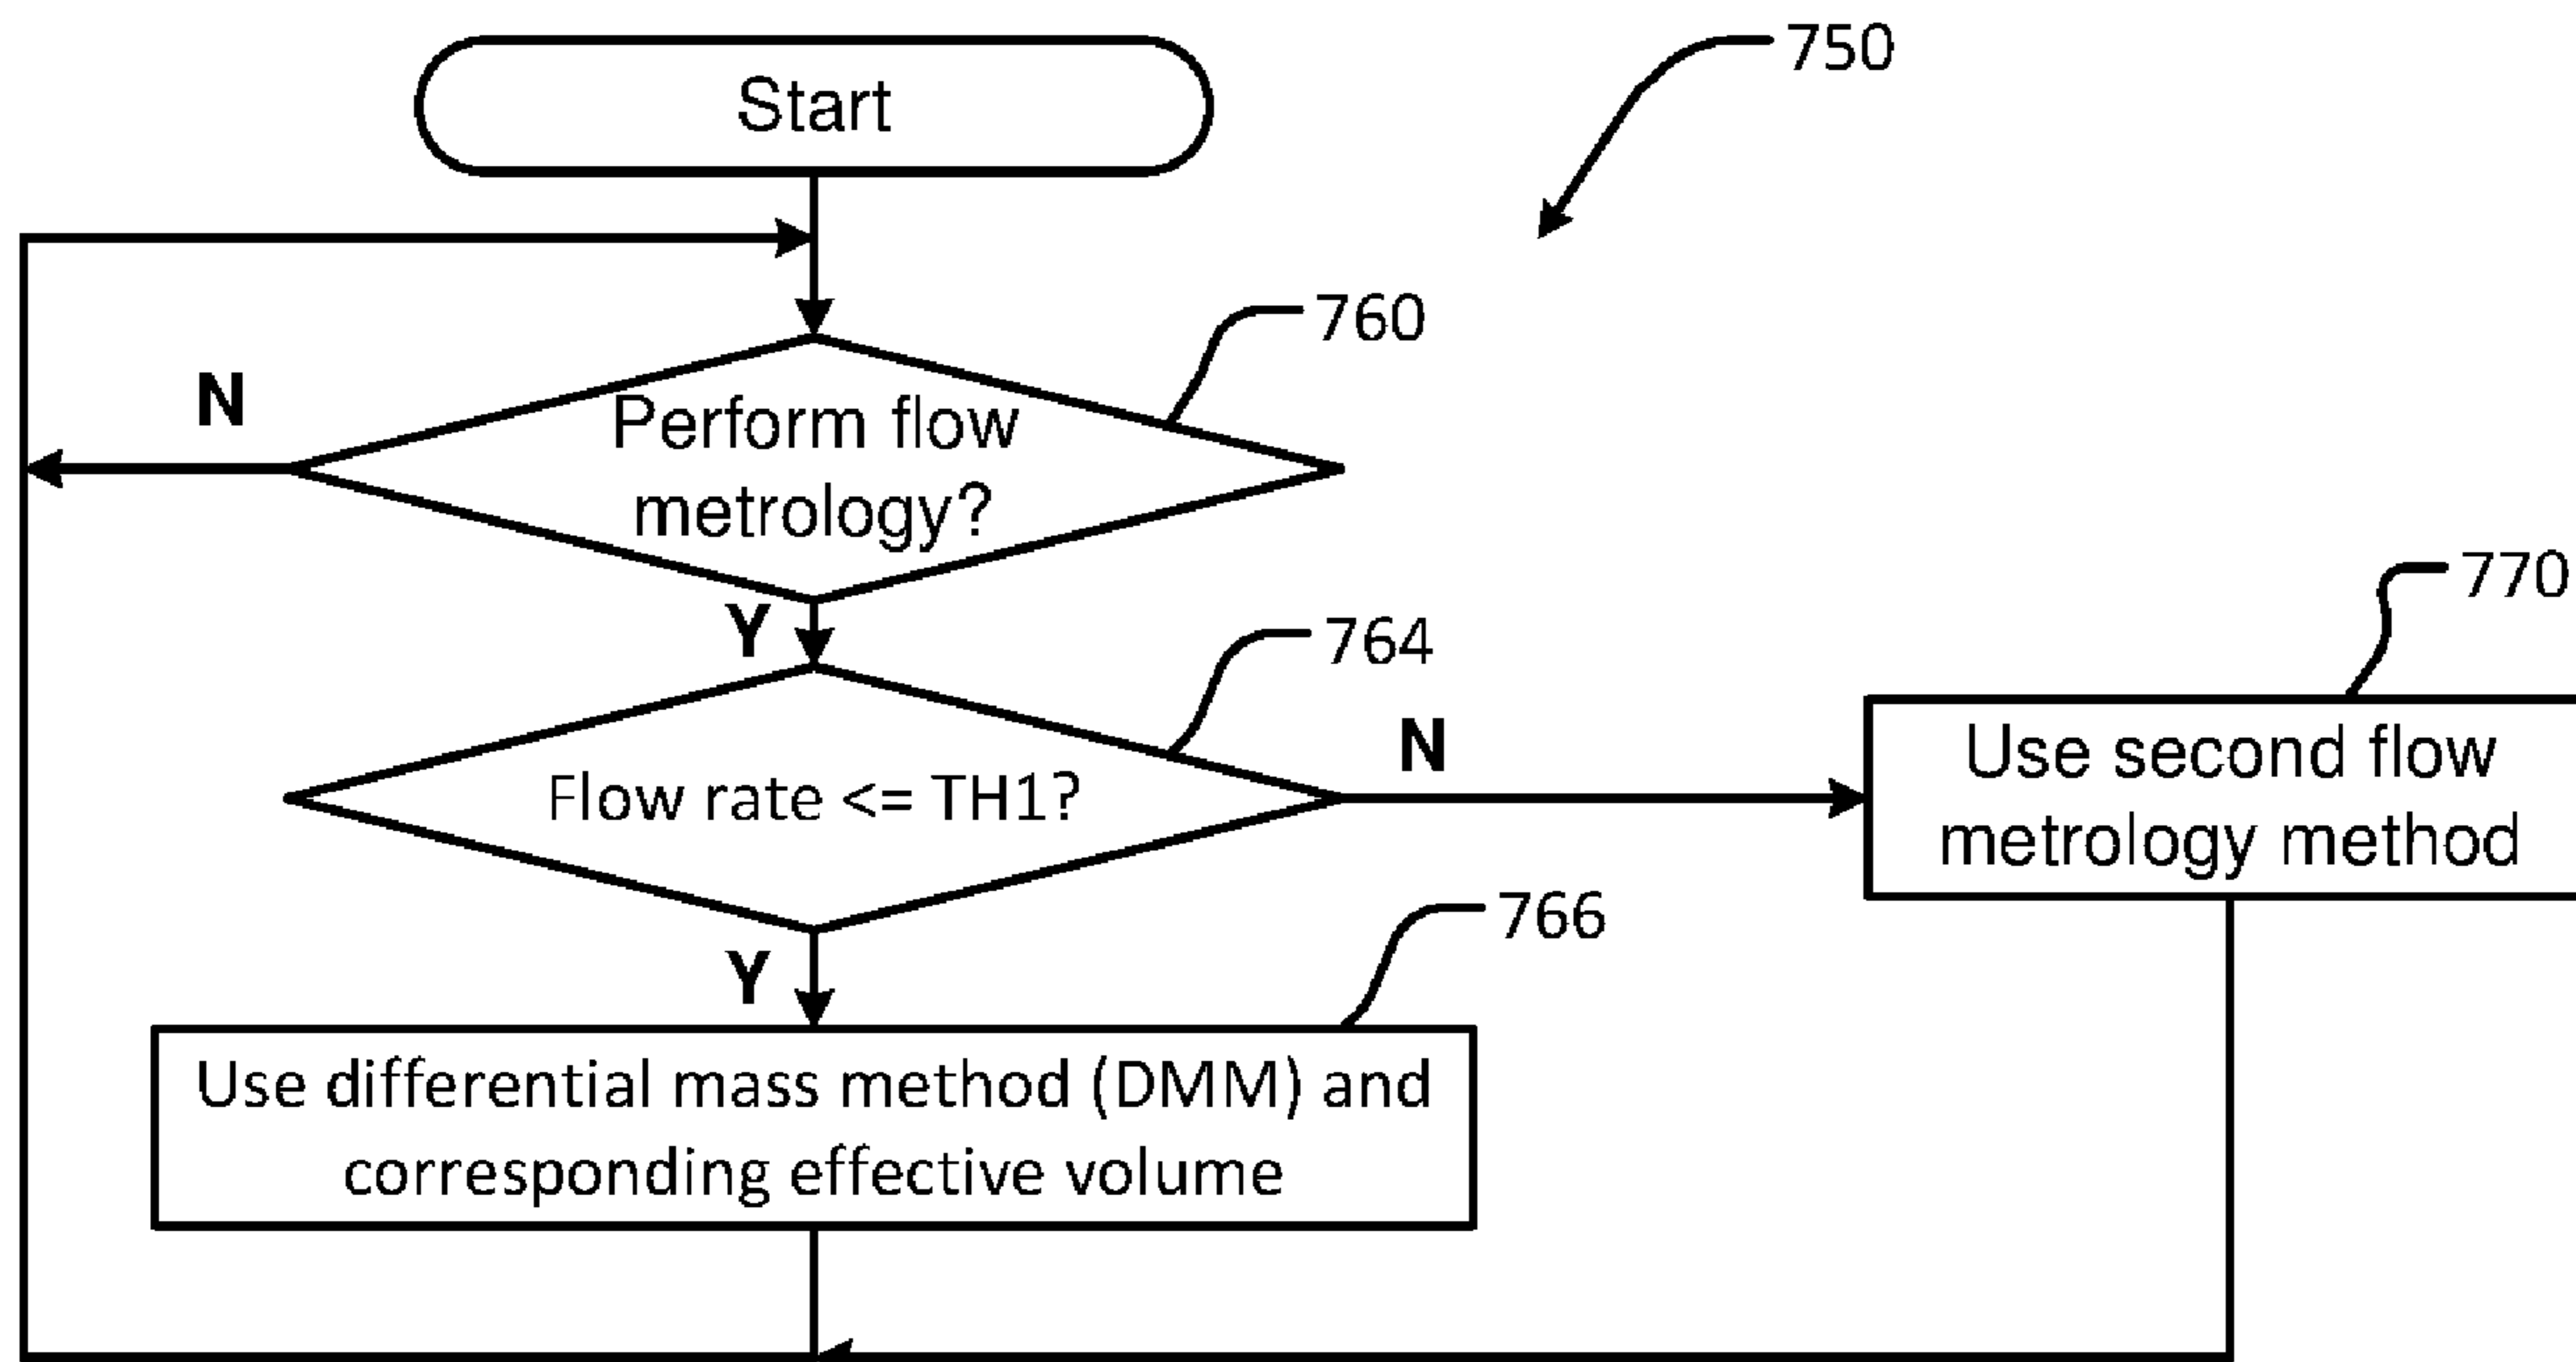 Start
750
760
N
Perform flow
metrology?
Y
764
770
N
Flow rate <= TH1?
Use second flow
metrology method
766
Y
Use differential mass method (DMM) and
corresponding effective volume